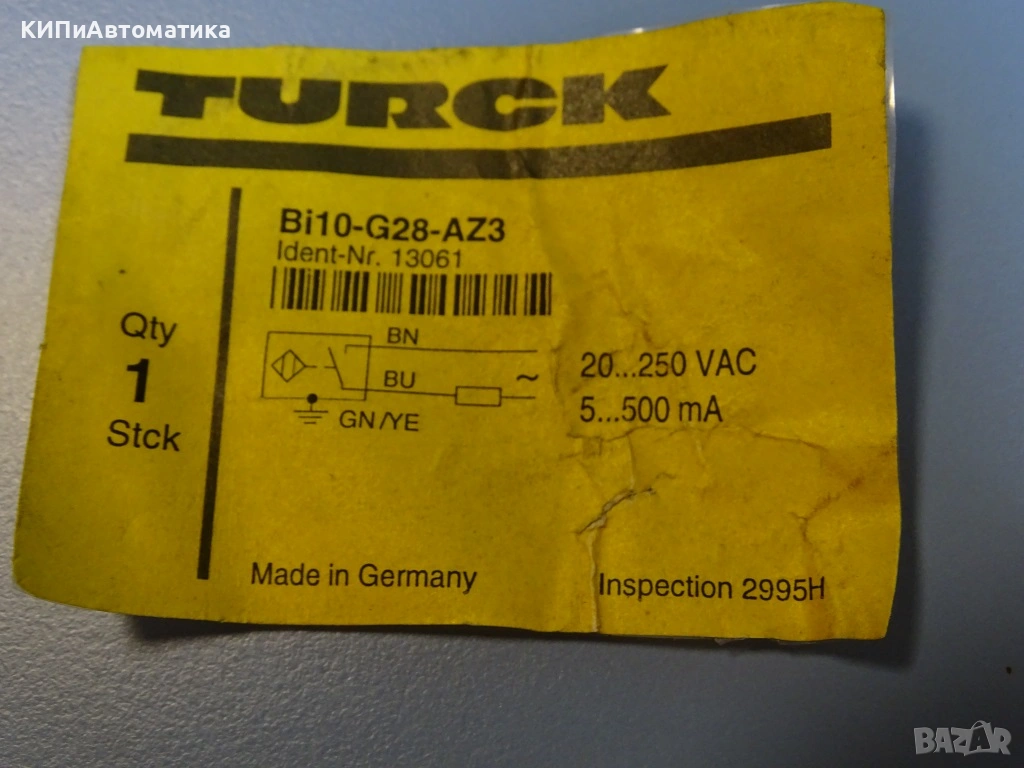 КИПиАвтоматика
TURCK
Bi10-G28-AZ3
Ident-Nr. 13061
Qty
1
Stck
BN
BU
GN/YE
~
20...250 VAC
5...500 mA
Made in Germany
Inspection 2995H
BAZAR